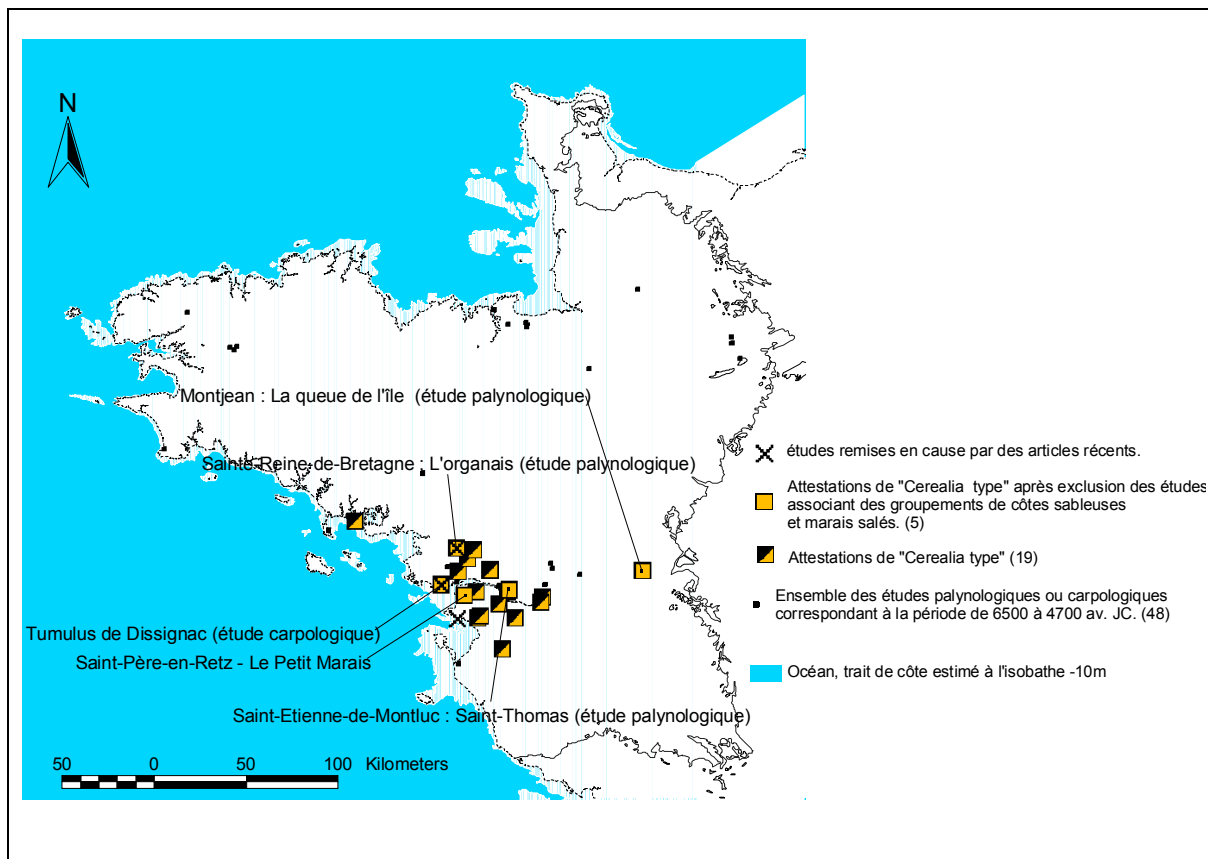 N
Montjean : La queue de l'île (étude palynologique)
Sainte-Reine-de-Bretagne : L'organais (étude palynologique)
Tumulus de Dissignac (étude carpologique)
Saint-Père-en-Retz - Le Petit Marais
Saint-Etienne-de-Montluc : Saint-Thomas (étude palynologique)
50 0 50 100 Kilometers
études remises en cause par des articles récents.
Attestations de "Cerealia type" après exclusion des études
associant des groupements de côtes sableuses
et marais salés. (5)
Attestations de "Cerealia type" (19)
Ensemble des études palynologiques ou carpologiques
correspondant à la période de 6500 à 4700 av. JC. (48)
Océan, trait de côte estimé à l'isobathe -10m